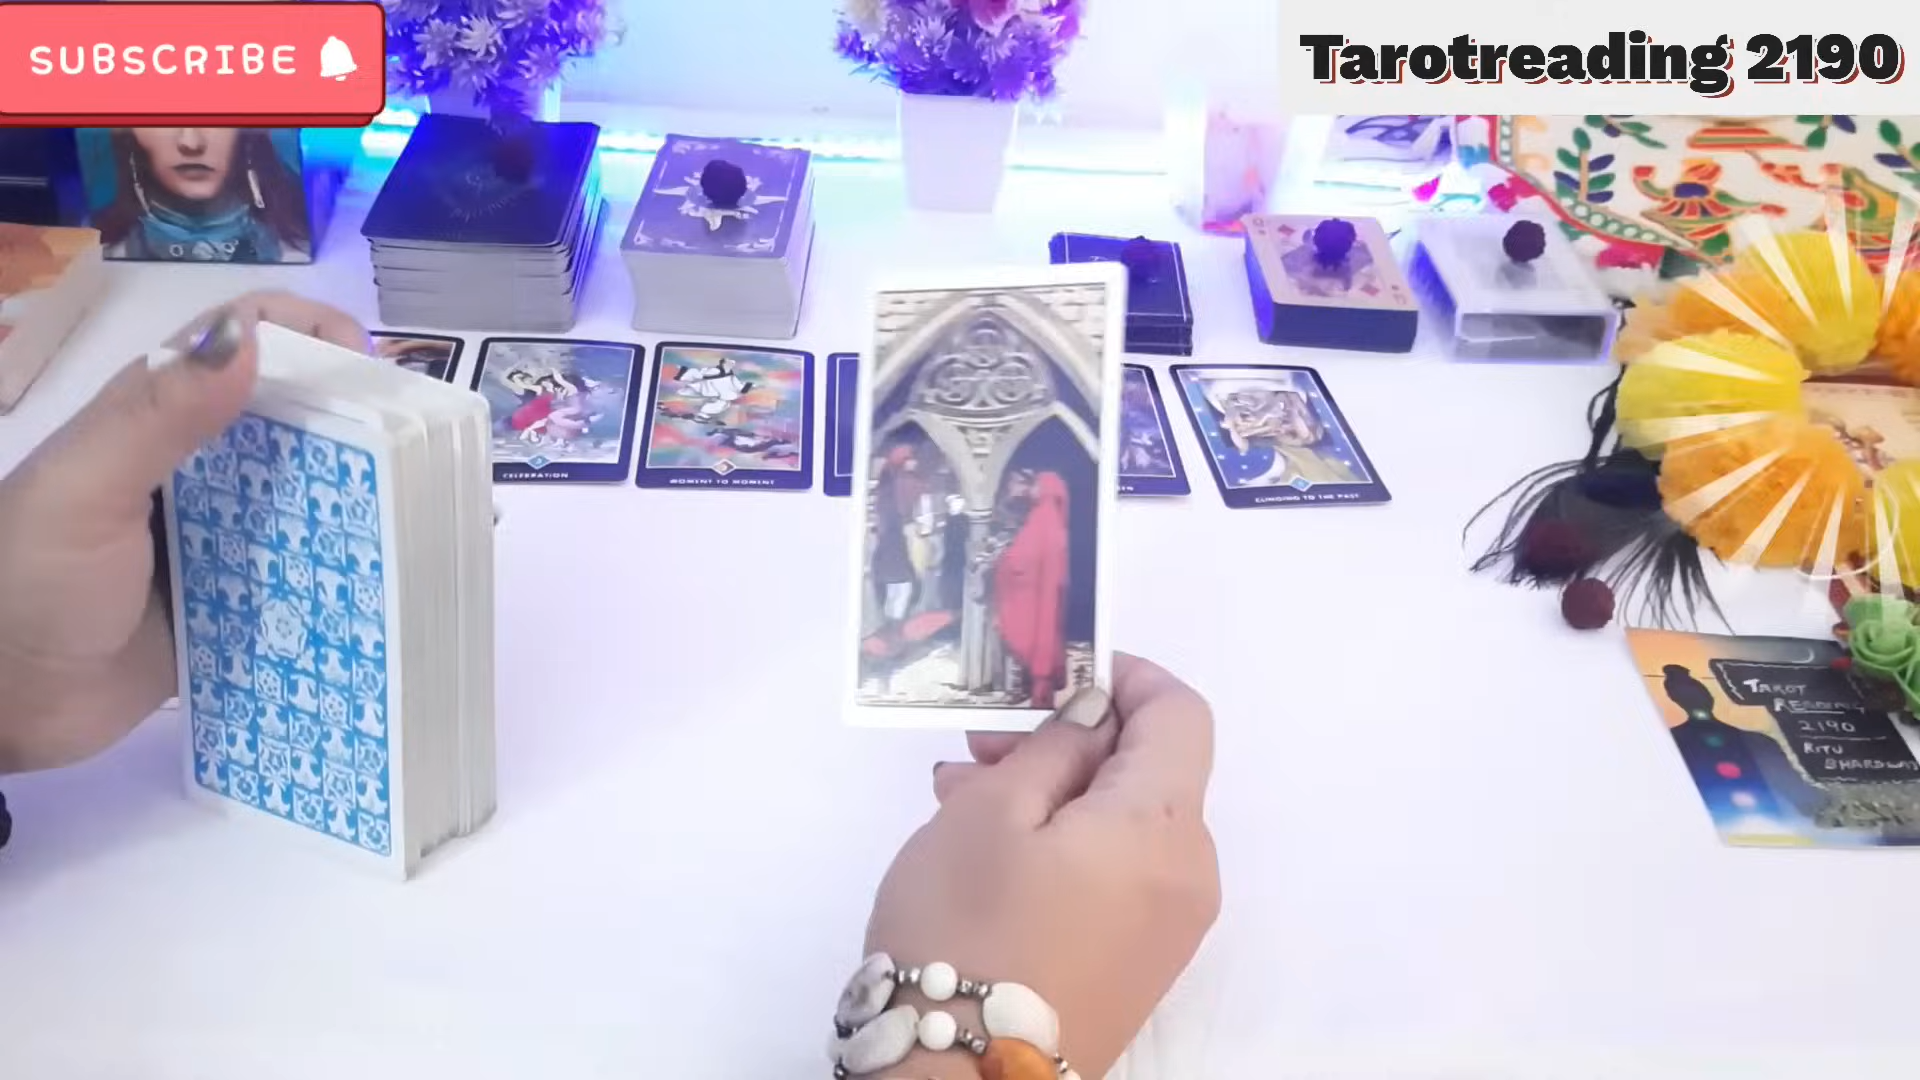 SUBSCRIBE
Tarotreading 2190
CELEBRATION
MOMENT TO MOMENT
CLINGING TO THE PAST
TAROT
READING
2190
RITU